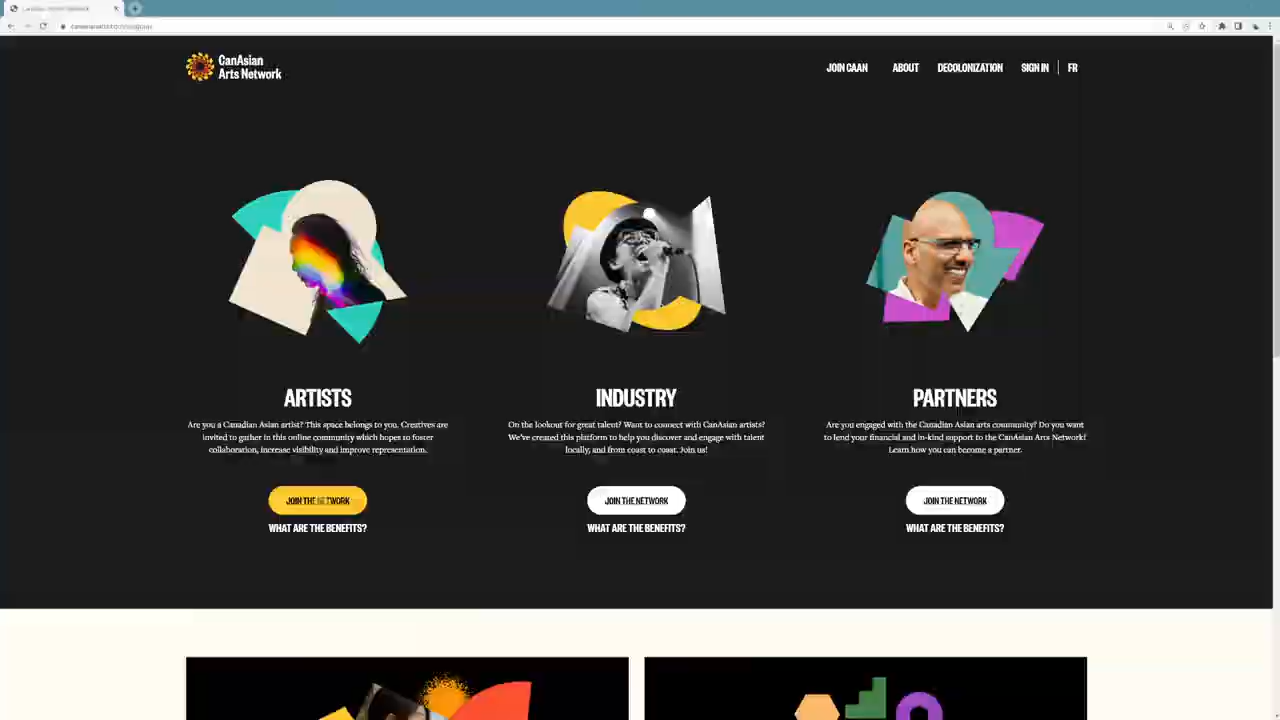 CanAsian
Arts Network
JOIN CAAN
ABOUT
DECOLONIZATION
SIGN IN
FR
ARTISTS
Are you a Canadian Asian artist? This space belongs to you. Creatives are
invited to gather in this online community which hopes to foster
collaboration, increase visibility and improve representation.
JOIN THE NETWORK
WHAT ARE THE BENEFITS?
INDUSTRY
On the lookout for great talent? Want to connect with CanAsian artists?
We've created this platform to help you discover and engage with talent
locally, and from coast to coast. Join us!
JOIN THE NETWORK
WHAT ARE THE BENEFITS?
PARTNERS
Are you engaged with the Canadian Asian arts community? Do you want
to lend your financial and in-kind support to the CanAsian Arts Network?
Learn how you can become a partner.
JOIN THE NETWORK
WHAT ARE THE BENEFITS?